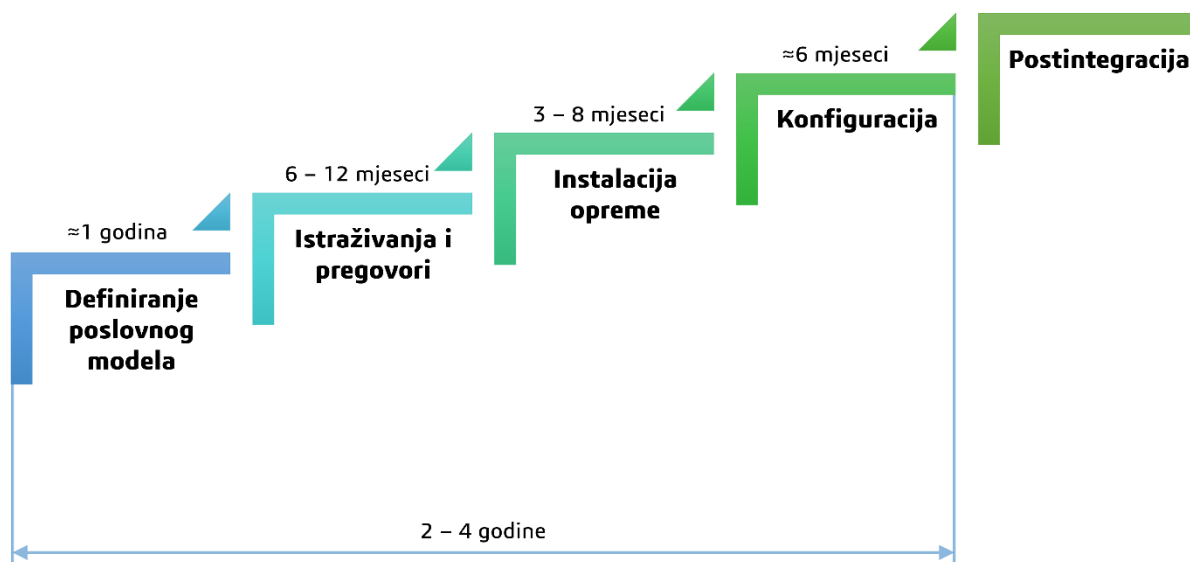 ≈1 godina
Definiranje
poslovnog
modela
6 – 12 mjeseci
Istraživanja i
pregovori
3 – 8 mjeseci
Instalacija
opreme
≈6 mjeseci
Konfiguracija
Postintegracija
2 – 4 godine